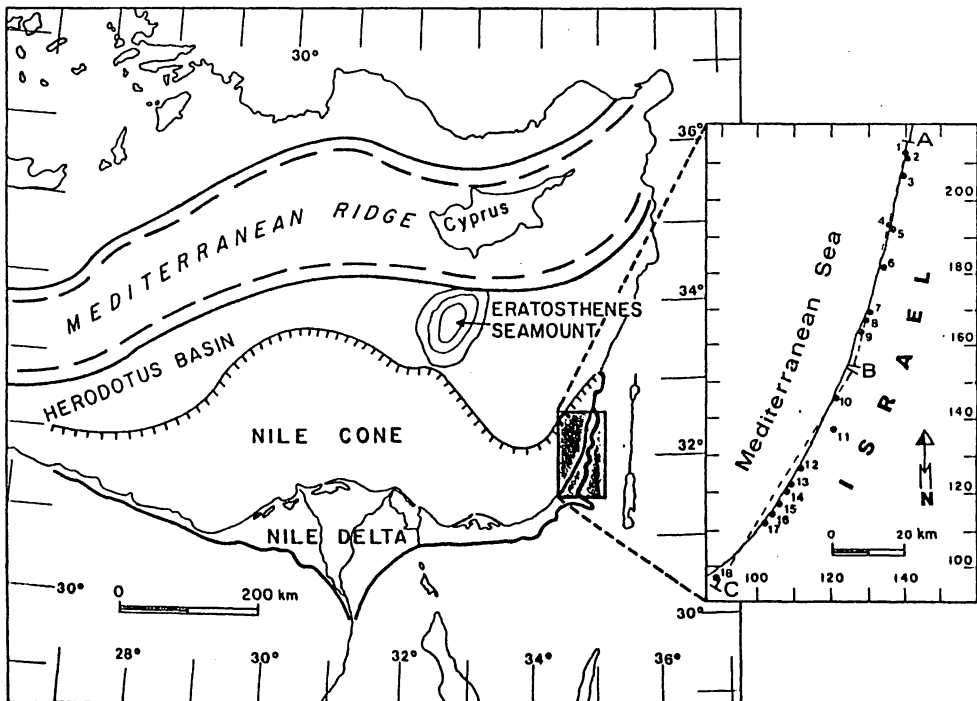 30°
MEDITERRANEAN RIDGE
Cyprus
36°
34°
ERATOSTHENES
SEAMOUNT
HERODOTUS BASIN
NILE CONE
32°
NILE DELTA
30°
0 200 km
30°
28° 30° 32° 34° 36°
A
1 2
3
200
4 5
6
180
Mediterranean Sea
7
8
9
160
B
ISRAEL
10
140
11
12
13
14
15
16
17
120
N
0 20 km
18
C
100
100 120 140